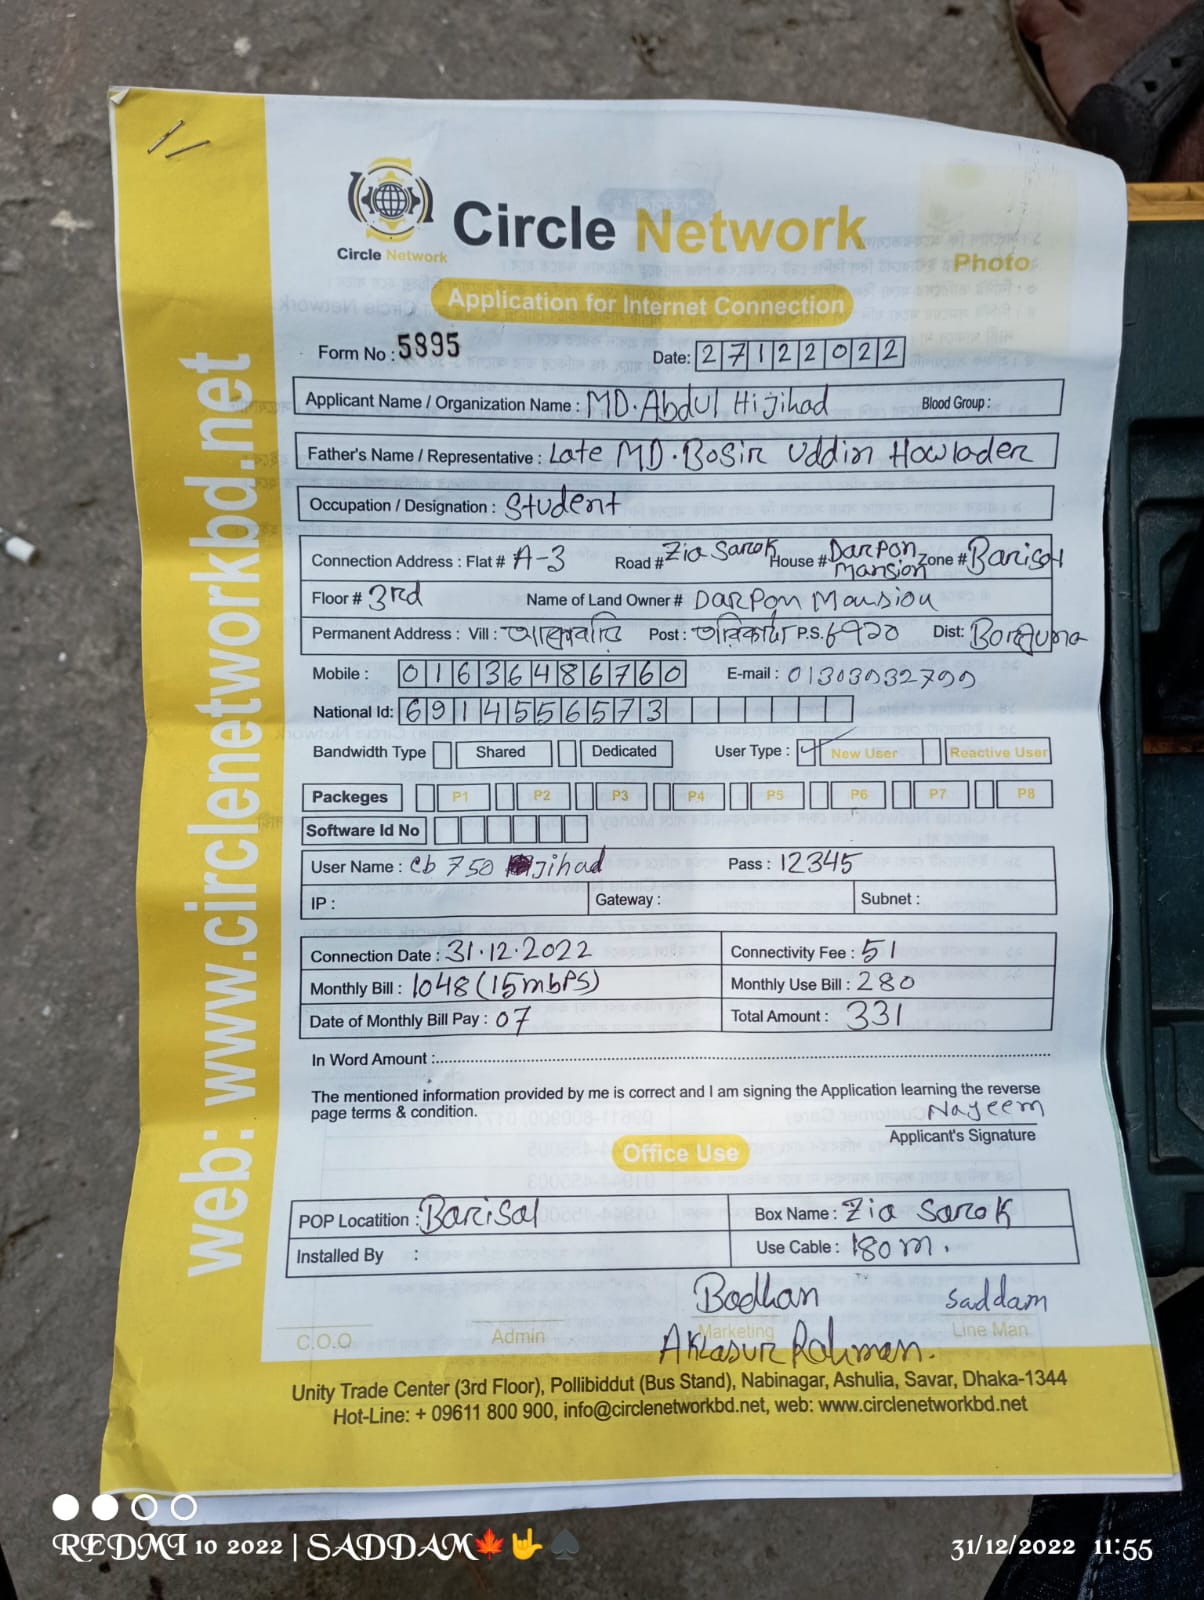 Circle Network
Circle Network
Photo
Application for Internet Connection
Form No : 5895
Date: 27122022
Applicant Name / Organization Name : MD. Abdul Hijihad Blood Group :
Father's Name / Representative : Late MD. Bosir Uddin Howlader
Occupation / Designation : Student
Connection Address : Flat # A-3 Road # Zia Sarok House # Darpon Mansion Zone # Barisal
Floor # 3rd Name of Land Owner # Darpon Mansion
Permanent Address : Vill : Post : P.S. ৮৭২০ Dist: Borguna
Mobile : 01636486760 E-mail :
National Id: 6914556573
Bandwidth Type Shared Dedicated User Type : New User Reactive User
Packeges P1 P2 P3 P4 P5 P6 P7 P8
Software Id No
User Name : cb 750 jihad Pass : 12345
IP : Gateway : Subnet :
Connection Date : 31.12.2022 Connectivity Fee : 51
Monthly Bill : 1048 (15mbPS) Monthly Use Bill : 280
Date of Monthly Bill Pay : 07 Total Amount : 331
In Word Amount :
The mentioned information provided by me is correct and I am signing the Application learning the reverse
page terms & condition.
Nayeem
Applicant's Signature
Office Use
POP Locatition : Barisal Box Name : Zia Sarok
Installed By : Use Cable : 180m.
Bodhan saddam
C.O.O Admin Marketing Line Man
Rahman.
Unity Trade Center (3rd Floor), Pollibiddut (Bus Stand), Nabinagar, Ashulia, Savar, Dhaka-1344
Hot-Line: + 09611 800 900, info@circlenetworkbd.net, web: www.circlenetworkbd.net
web: www.circlenetworkbd.net
REDMI 10 2022 | SADDAM🍁🤟♠
31/12/2022 11:55